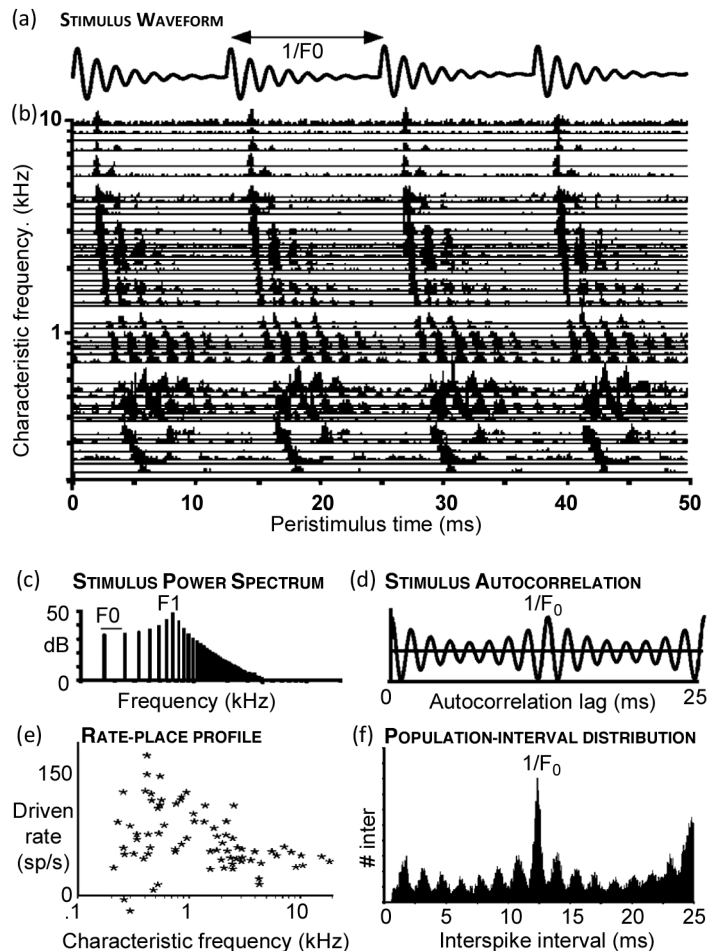 (a) STIMULUS WAVEFORM
1/F0
(b)
10
1
Characteristic frequency. (kHz)
0 10 20 30 40 50
Peristimulus time (ms)
(c) STIMULUS POWER SPECTRUM
F1
F0
50
dB
0
Frequency (kHz)
(d) STIMULUS AUTOCORRELATION
1/F0
0 25
Autocorrelation lag (ms)
(e) RATE-PLACE PROFILE
150
Driven
rate
(sp/s)
0
.1 1 10
Characteristic frequency (kHz)
(f) POPULATION-INTERVAL DISTRIBUTION
1/F0
# inter
0 5 10 15 20 25
Interspike interval (ms)